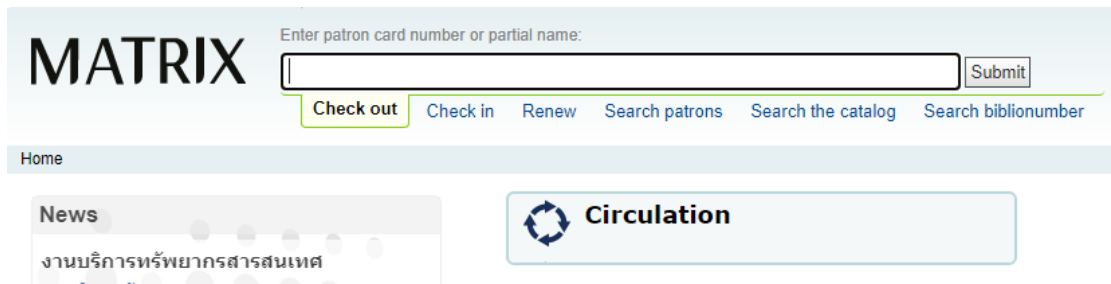 MATRIX
Enter patron card number or partial name:
Submit
Check out Check in Renew Search patrons Search the catalog Search biblionumber
Home
News
Circulation
งานบริการทรัพยากรสารสนเทศ